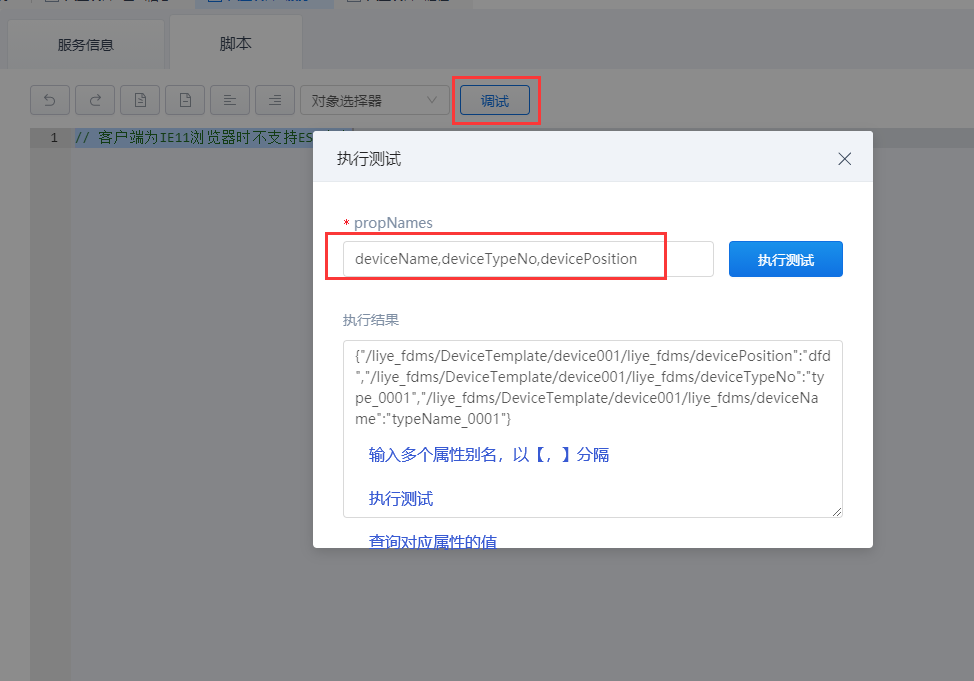 服务信息
脚本
对象选择器
调试
1
// 客户端为IE11浏览器时不支持ES
执行测试
* propNames
deviceName,deviceTypeNo,devicePosition
执行测试
执行结果
{"/liye_fdms/DeviceTemplate/device001/liye_fdms/devicePosition":"dfd
","/liye_fdms/DeviceTemplate/device001/liye_fdms/deviceTypeNo":"ty
pe_0001","/liye_fdms/DeviceTemplate/device001/liye_fdms/deviceNa
me":"typeName_0001"}
输入多个属性别名，以【，】分隔
执行测试
查询对应属性的值